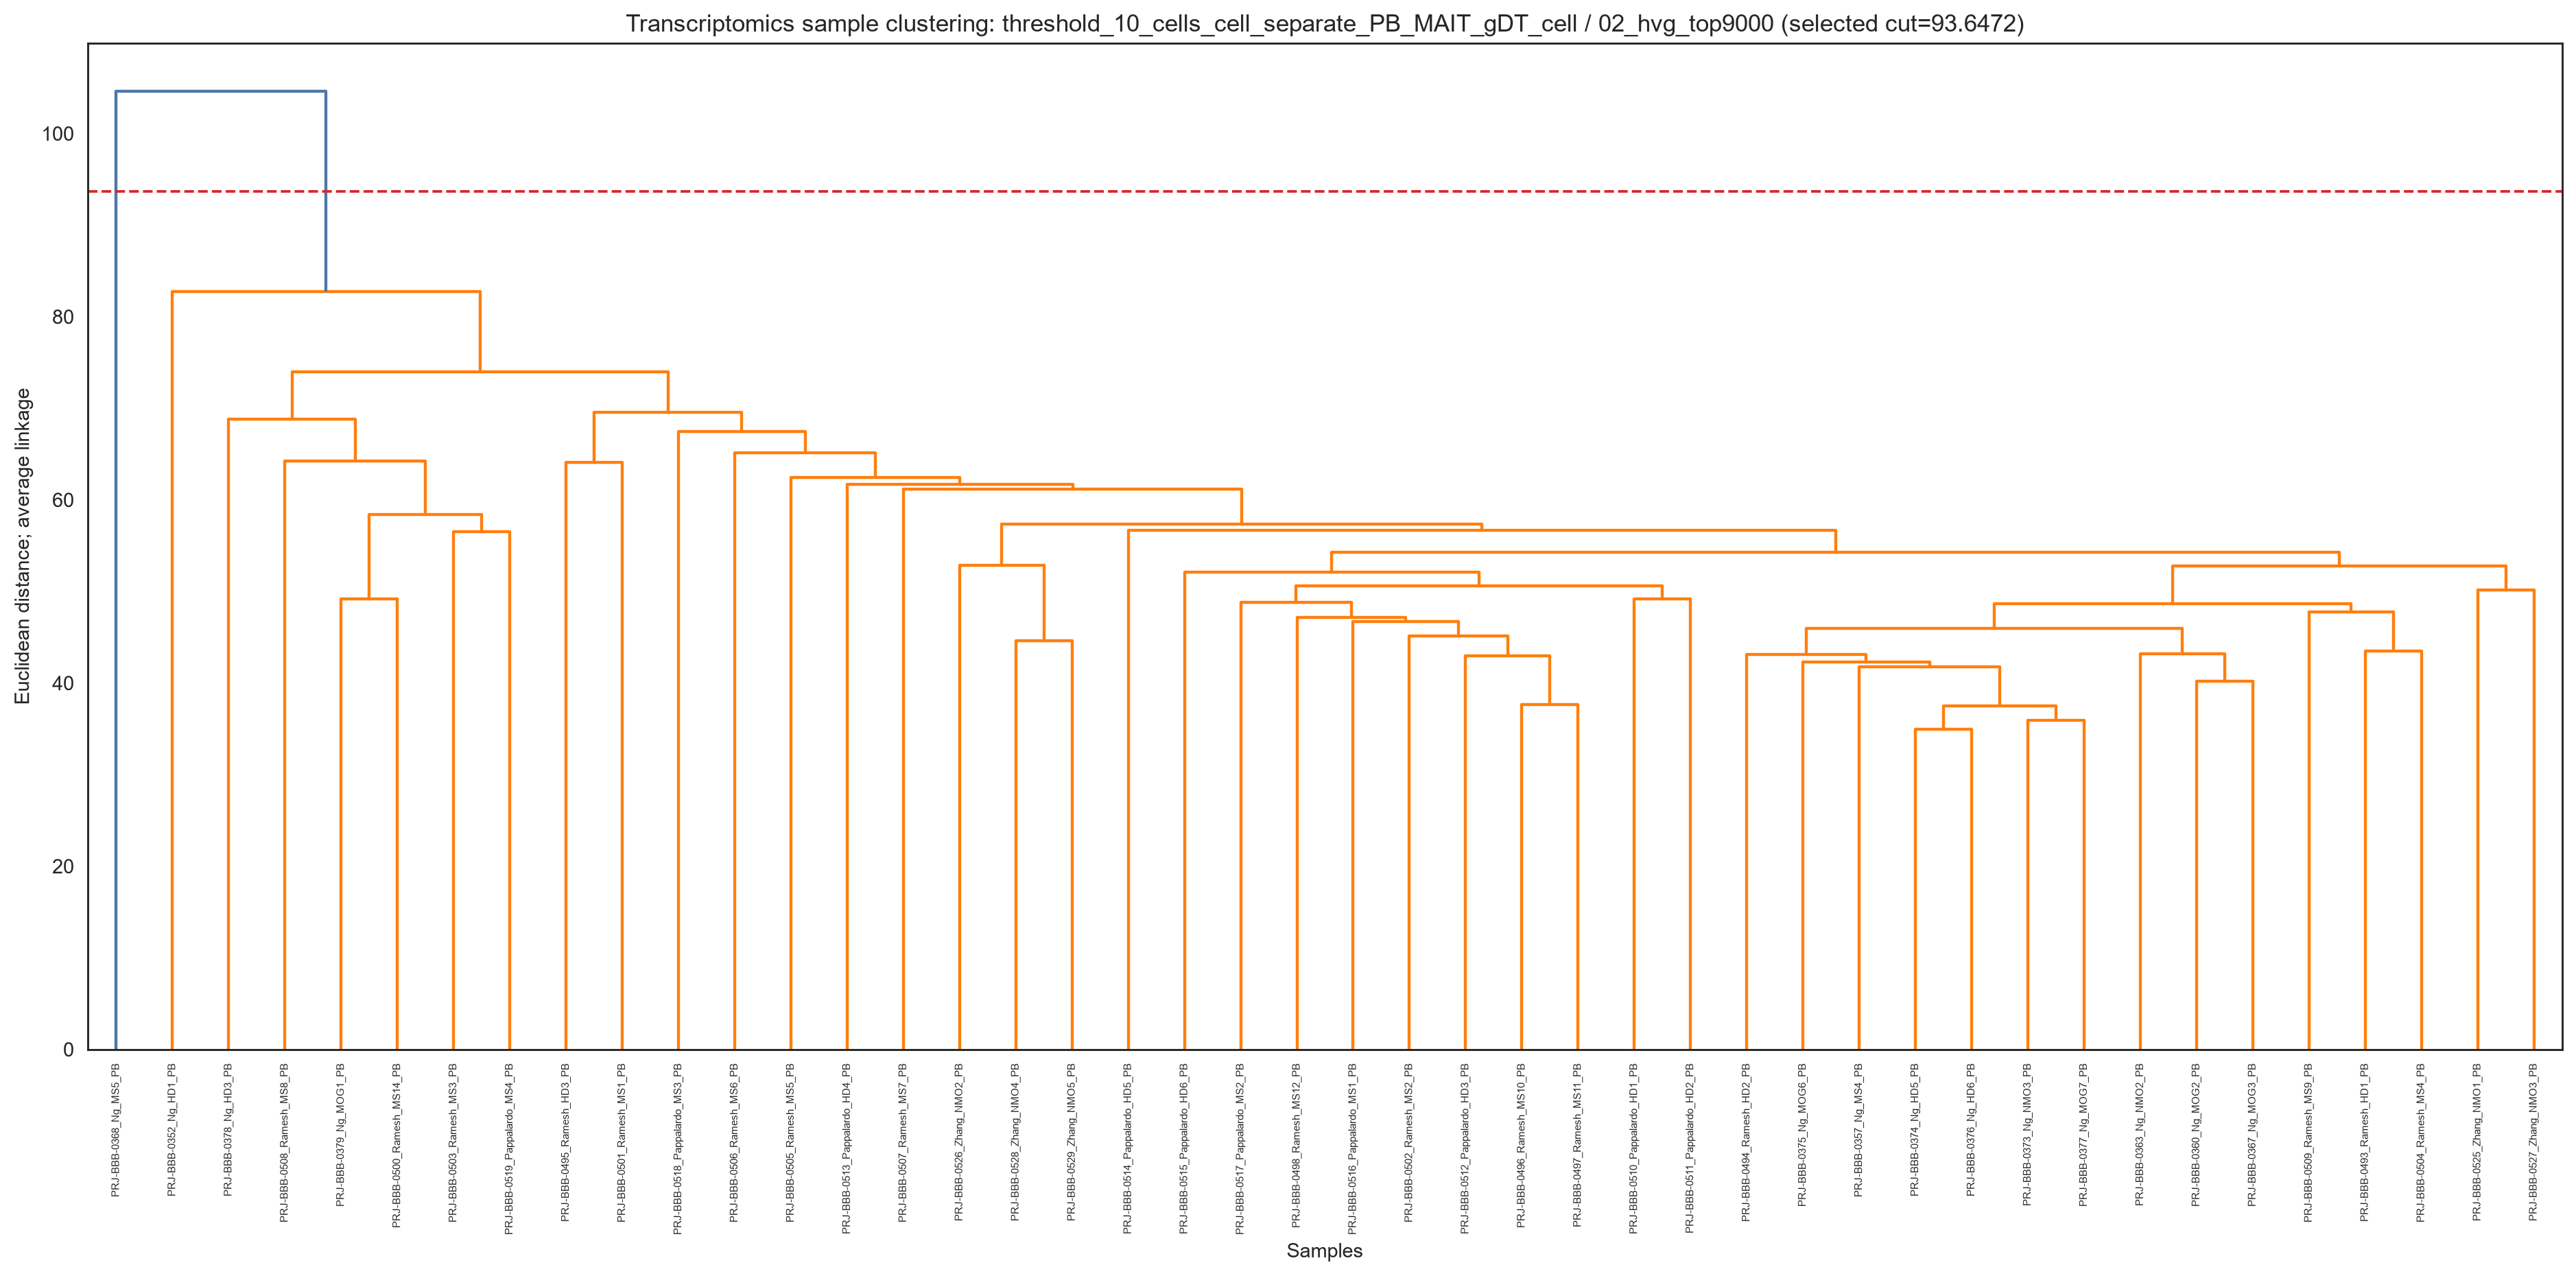 Transcriptomics sample clustering: threshold_10_cells_cell_separate_PB_MAIT_gDT_cell / 02_hvg_top9000 (selected cut=93.6472)
Euclidean distance; average linkage
100
80
60
40
20
0
PRJ-BBB-0368_Ng_MS5_PB
PRJ-BBB-0352_Ng_HD1_PB
PRJ-BBB-0378_Ng_HD3_PB
PRJ-BBB-0508_Ramesh_MS8_PB
PRJ-BBB-0379_Ng_MOG1_PB
PRJ-BBB-0500_Ramesh_MS14_PB
PRJ-BBB-0503_Ramesh_MS3_PB
PRJ-BBB-0519_Pappalardo_MS4_PB
PRJ-BBB-0495_Ramesh_HD3_PB
PRJ-BBB-0501_Ramesh_MS1_PB
PRJ-BBB-0518_Pappalardo_MS3_PB
PRJ-BBB-0506_Ramesh_MS6_PB
PRJ-BBB-0505_Ramesh_MS5_PB
PRJ-BBB-0513_Pappalardo_HD4_PB
PRJ-BBB-0507_Ramesh_MS7_PB
PRJ-BBB-0526_Zhang_NMO2_PB
PRJ-BBB-0528_Zhang_NMO4_PB
PRJ-BBB-0529_Zhang_NMO5_PB
PRJ-BBB-0514_Pappalardo_HD5_PB
PRJ-BBB-0515_Pappalardo_HD6_PB
PRJ-BBB-0517_Pappalardo_MS2_PB
PRJ-BBB-0498_Ramesh_MS12_PB
PRJ-BBB-0516_Pappalardo_MS1_PB
PRJ-BBB-0502_Ramesh_MS2_PB
PRJ-BBB-0512_Pappalardo_HD3_PB
PRJ-BBB-0496_Ramesh_MS10_PB
PRJ-BBB-0497_Ramesh_MS11_PB
PRJ-BBB-0510_Pappalardo_HD1_PB
PRJ-BBB-0511_Pappalardo_HD2_PB
PRJ-BBB-0494_Ramesh_HD2_PB
PRJ-BBB-0375_Ng_MOG6_PB
PRJ-BBB-0357_Ng_MS4_PB
PRJ-BBB-0374_Ng_HD5_PB
PRJ-BBB-0376_Ng_HD6_PB
PRJ-BBB-0373_Ng_NMO3_PB
PRJ-BBB-0377_Ng_MOG7_PB
PRJ-BBB-0363_Ng_NMO2_PB
PRJ-BBB-0360_Ng_MOG2_PB
PRJ-BBB-0367_Ng_MOG3_PB
PRJ-BBB-0509_Ramesh_MS9_PB
PRJ-BBB-0493_Ramesh_HD1_PB
PRJ-BBB-0504_Ramesh_MS4_PB
PRJ-BBB-0525_Zhang_NMO1_PB
PRJ-BBB-0527_Zhang_NMO3_PB
Samples